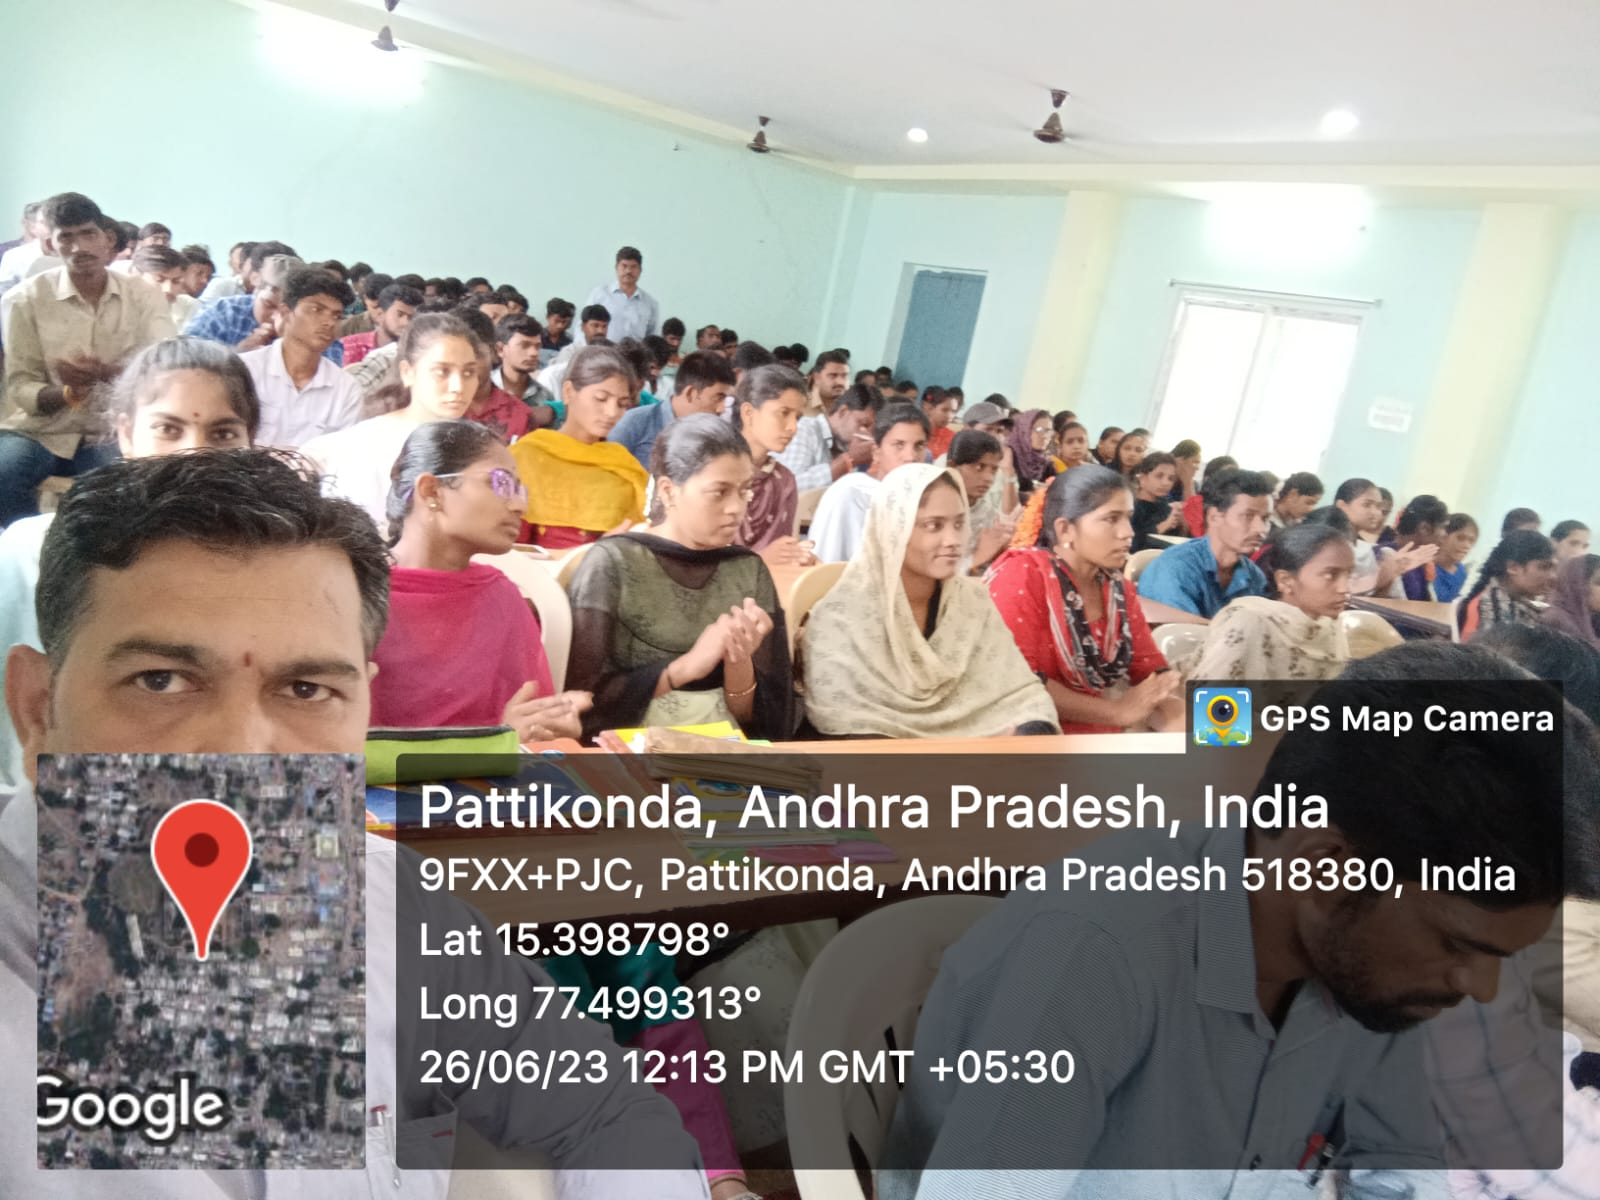 GPS Map Camera
Pattikonda, Andhra Pradesh, India
9FXX+PJC, Pattikonda, Andhra Pradesh 518380, India
Lat 15.398798°
Long 77.499313°
26/06/23 12:13 PM GMT +05:30
Google